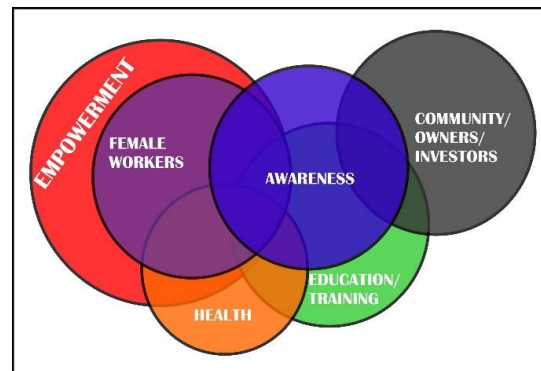 EMPOWERMENT
FEMALE
WORKERS
AWARENESS
COMMUNITY/
OWNERS/
INVESTORS
HEALTH
EDUCATION/
TRAINING